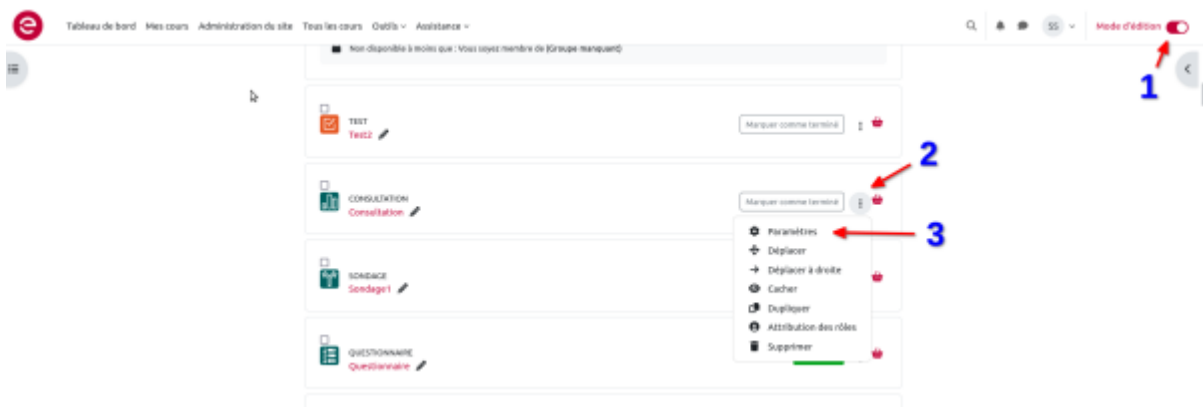 e Tableau de bord Mes cours Administration du site Tous les cours Outils Assistance SS Mode d'édition
Non disponible à moins que : Vous soyez membre de (Groupe manquant)
1
TEST
Test2
Marquer comme terminé
2
CONSULTATION
Consultation
Marquer comme terminé
Paramètres
3
Déplacer
Déplacer à droite
Cacher
Dupliquer
Attribution des rôles
Supprimer
SONDAGE
Sondage1
QUESTIONNAIRE
Questionnaire